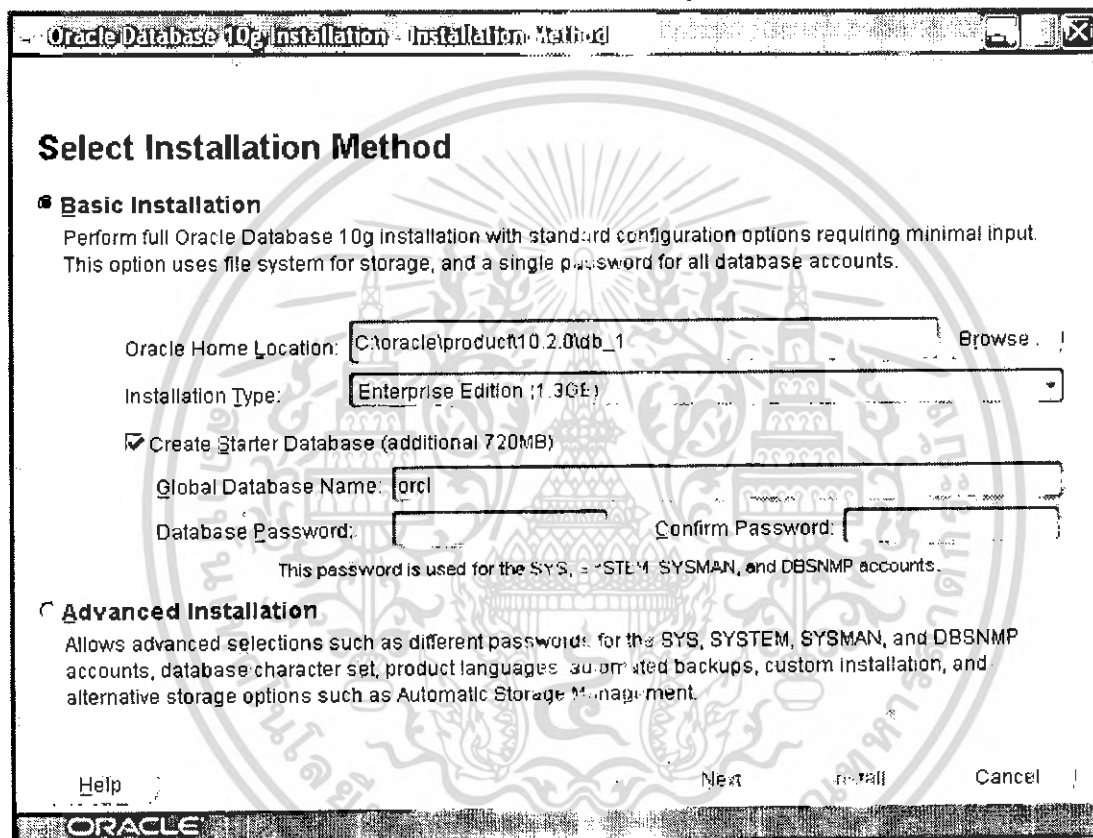 Oracle Database 10g Installation - Installation Method
Select Installation Method
Basic Installation
Perform full Oracle Database 10g installation with standard configuration options requiring minimal input.
This option uses file system for storage, and a single password for all database accounts.
Oracle Home Location: C:\oracle\product\10.2.0\db_1 Browse..
Installation Type: Enterprise Edition (1.3GB)
Create Starter Database (additional 720MB)
Global Database Name: orcl
Database Password: Confirm Password:
This password is used for the SYS, SYSTEM, SYSMAN, and DBSNMP accounts.
Advanced Installation
Allows advanced selections such as different passwords for the SYS, SYSTEM, SYSMAN, and DBSNMP
accounts, database character set, product languages, automated backups, custom installation, and
alternative storage options such as Automatic Storage Management.
Help Next Install Cancel
ORACLE